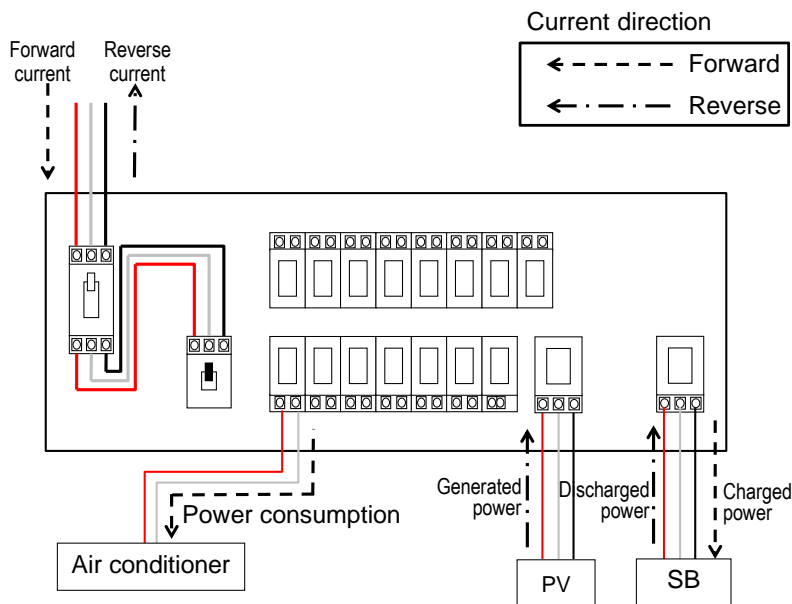 Current direction
Forward
Reverse
Forward
current
Reverse
current
Generated
power
Discharged
power
Charged
power
Power consumption
Air conditioner
PV
SB